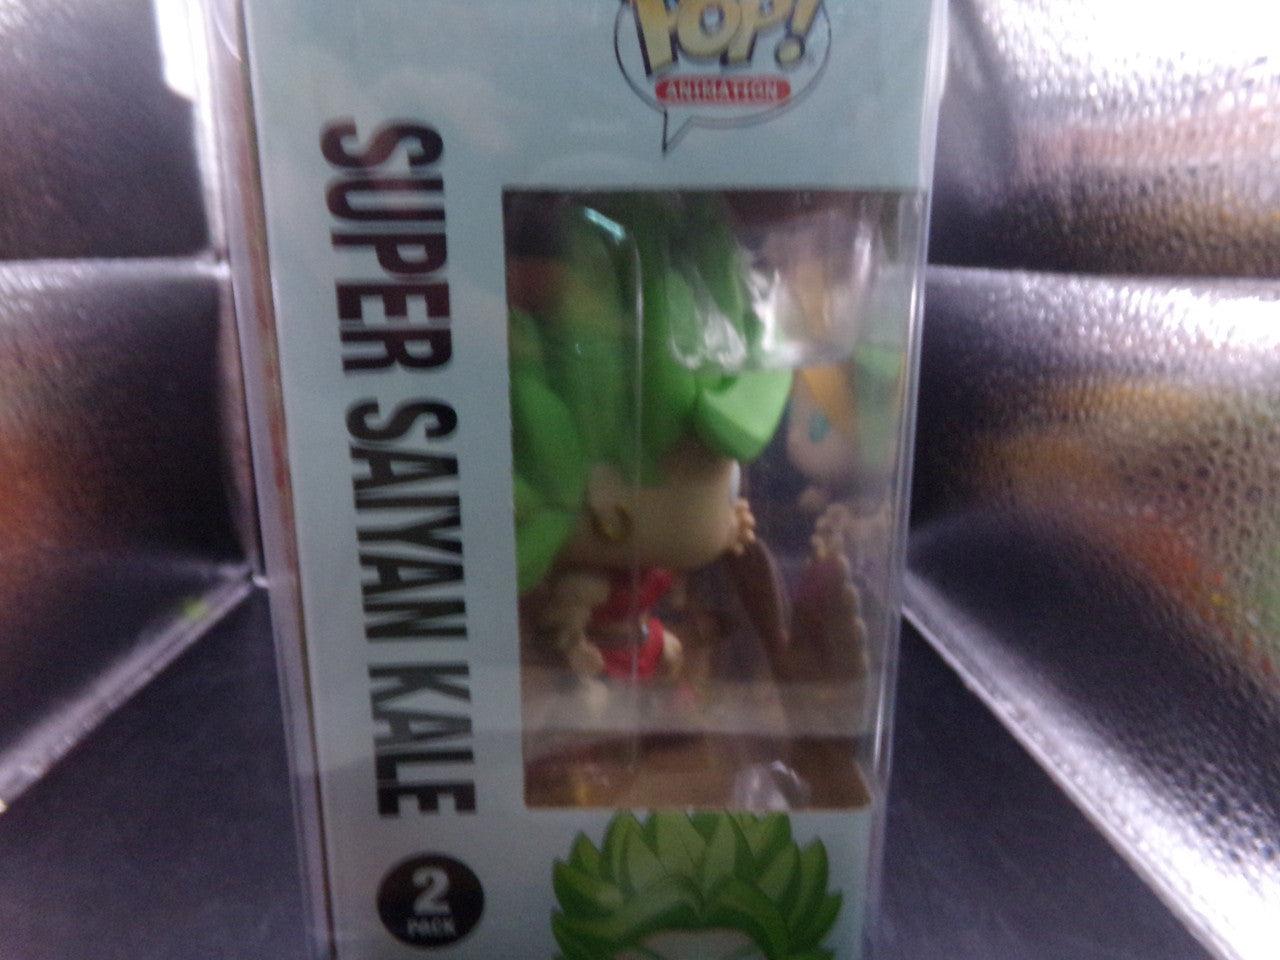 POP!
ANIMATION
SUPER SAIYAN KALE
2
PACK